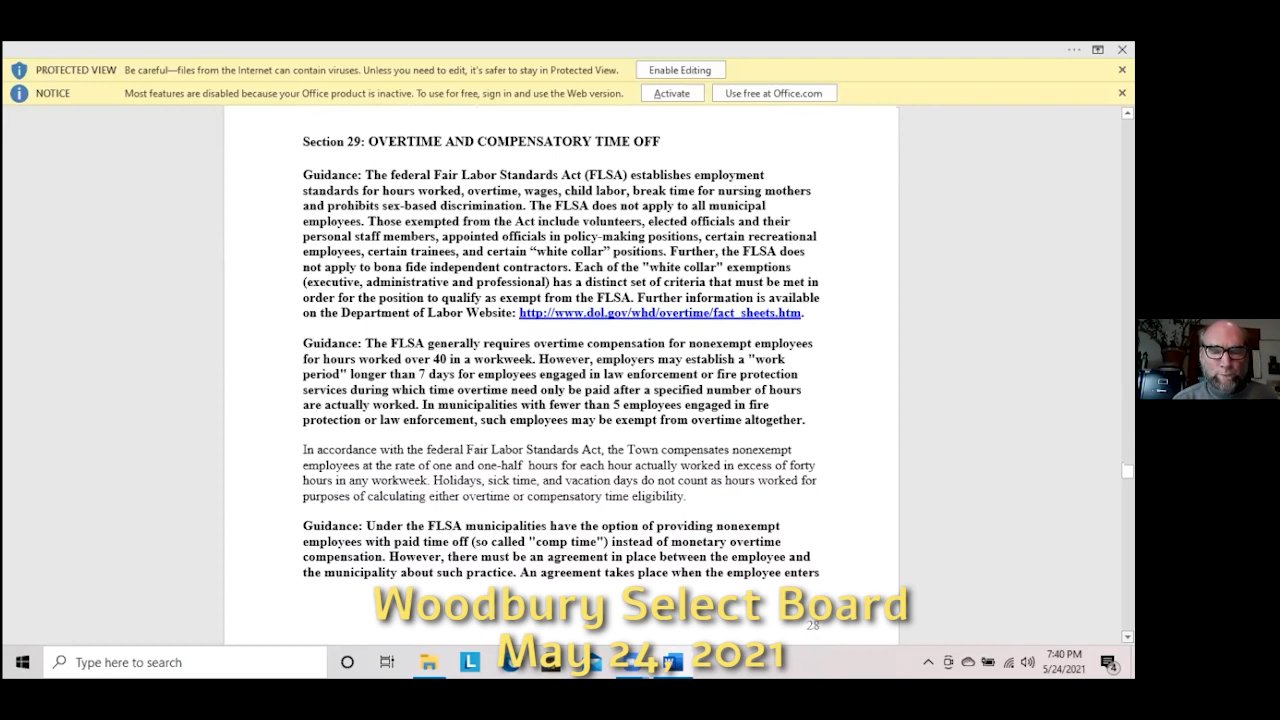 PROTECTED VIEW Be careful—files from the Internet can contain viruses. Unless you need to edit, it's safer to stay in Protected View. Enable Editing
NOTICE Most features are disabled because your Office product is inactive. To use for free, sign in and use the Web version. Activate Use free at Office.com
Section 29: OVERTIME AND COMPENSATORY TIME OFF
Guidance: The federal Fair Labor Standards Act (FLSA) establishes employment
standards for hours worked, overtime, wages, child labor, break time for nursing mothers
and prohibits sex-based discrimination. The FLSA does not apply to all municipal
employees. Those exempted from the Act include volunteers, elected officials and their
personal staff members, appointed officials in policy-making positions, certain recreational
employees, certain trainees, and certain “white collar” positions. Further, the FLSA does
not apply to bona fide independent contractors. Each of the "white collar" exemptions
(executive, administrative and professional) has a distinct set of criteria that must be met in
order for the position to qualify as exempt from the FLSA. Further information is available
on the Department of Labor Website: http://www.dol.gov/whd/overtime/fact_sheets.htm.
Guidance: The FLSA generally requires overtime compensation for nonexempt employees
for hours worked over 40 in a workweek. However, employers may establish a "work
period" longer than 7 days for employees engaged in law enforcement or fire protection
services during which time overtime need only be paid after a specified number of hours
are actually worked. In municipalities with fewer than 5 employees engaged in fire
protection or law enforcement, such employees may be exempt from overtime altogether.
In accordance with the federal Fair Labor Standards Act, the Town compensates nonexempt
employees at the rate of one and one-half hours for each hour actually worked in excess of forty
hours in any workweek. Holidays, sick time, and vacation days do not count as hours worked for
purposes of calculating either overtime or compensatory time eligibility.
Guidance: Under the FLSA municipalities have the option of providing nonexempt
employees with paid time off (so called "comp time") instead of monetary overtime
compensation. However, there must be an agreement in place between the employee and
the municipality about such practice. An agreement takes place when the employee enters
Woodbury Select Board
28
May 24, 2021
Type here to search
7:40 PM
5/24/2021
4